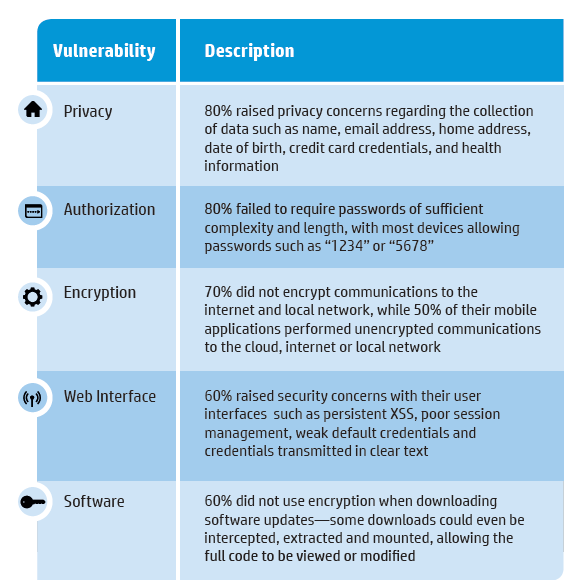 Vulnerability
Description
Privacy
80% raised privacy concerns regarding the collection
of data such as name, email address, home address,
date of birth, credit card credentials, and health
information
Authorization
80% failed to require passwords of sufficient
complexity and length, with most devices allowing
passwords such as “1234” or “5678”
Encryption
70% did not encrypt communications to the
internet and local network, while 50% of their mobile
applications performed unencrypted communications
to the cloud, internet or local network
Web Interface
60% raised security concerns with their user
interfaces such as persistent XSS, poor session
management, weak default credentials and
credentials transmitted in clear text
Software
60% did not use encryption when downloading
software updates—some downloads could even be
intercepted, extracted and mounted, allowing the
full code to be viewed or modified